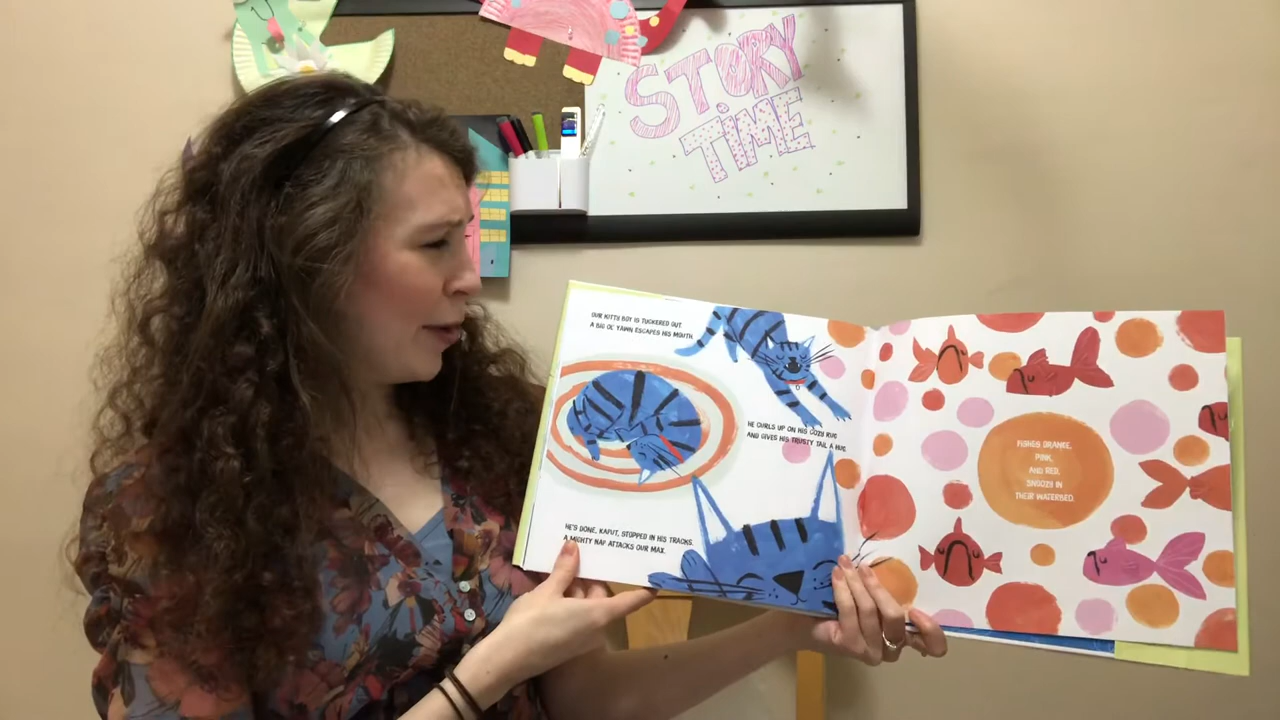 STORY
TIME
OUR KITTY BOY IS TUCKERED OUT.
A BIG OL' YAWN ESCAPES HIS MOUTH.
HE CURLS UP ON HIS COZY RUG
AND GIVES HIS TRUSTY TAIL A HUG.
HE'S DONE, KAPUT, STOPPED IN HIS TRACKS.
A MIGHTY NAP ATTACKS OUR MAX.
FISHES ORANGE,
PINK,
AND RED,
SNOOZE IN
THEIR WATERBED.